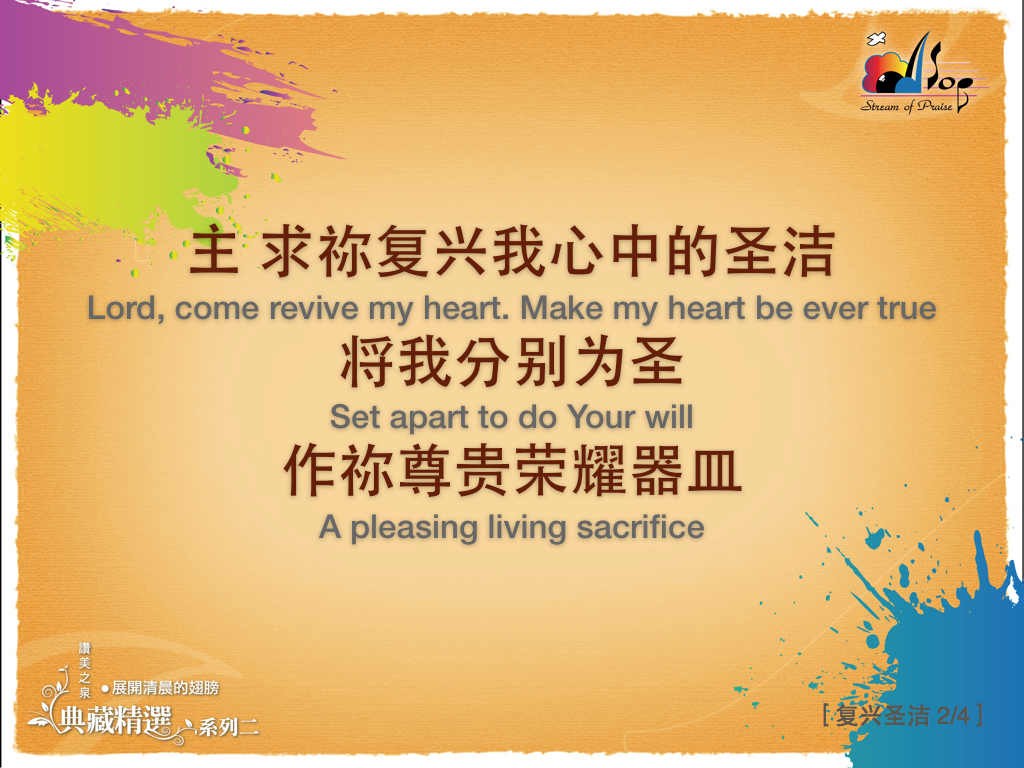 SOP
Stream of Praise
主 求祢复兴我心中的圣洁
Lord, come revive my heart. Make my heart be ever true
将我分别为圣
Set apart to do Your will
作祢尊贵荣耀器皿
A pleasing living sacrifice
讚美之泉
•展開清晨的翅膀
典藏精選 系列二
[ 复兴圣洁 2/4 ]